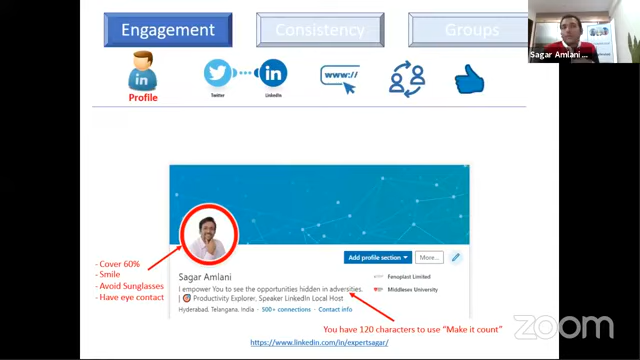 Engagement
Consistency
Groups
Sagar Amlani
in
www://
in
Profile
Twitter
LinkedIn
- Cover 60%
- Smile
- Avoid Sunglasses
- Have eye contact
Add profile section
More...
Sagar Amlani
I empower You to see the opportunities hidden in adversities.
| Productivity Explorer, Speaker LinkedIn Local Host
Hyderabad, Telangana, India · 500+ connections · Contact info
Fenoplast Limited
Middlesex University
You have 120 characters to use "Make it count"
https://www.linkedin.com/in/expertsagar/
zoom